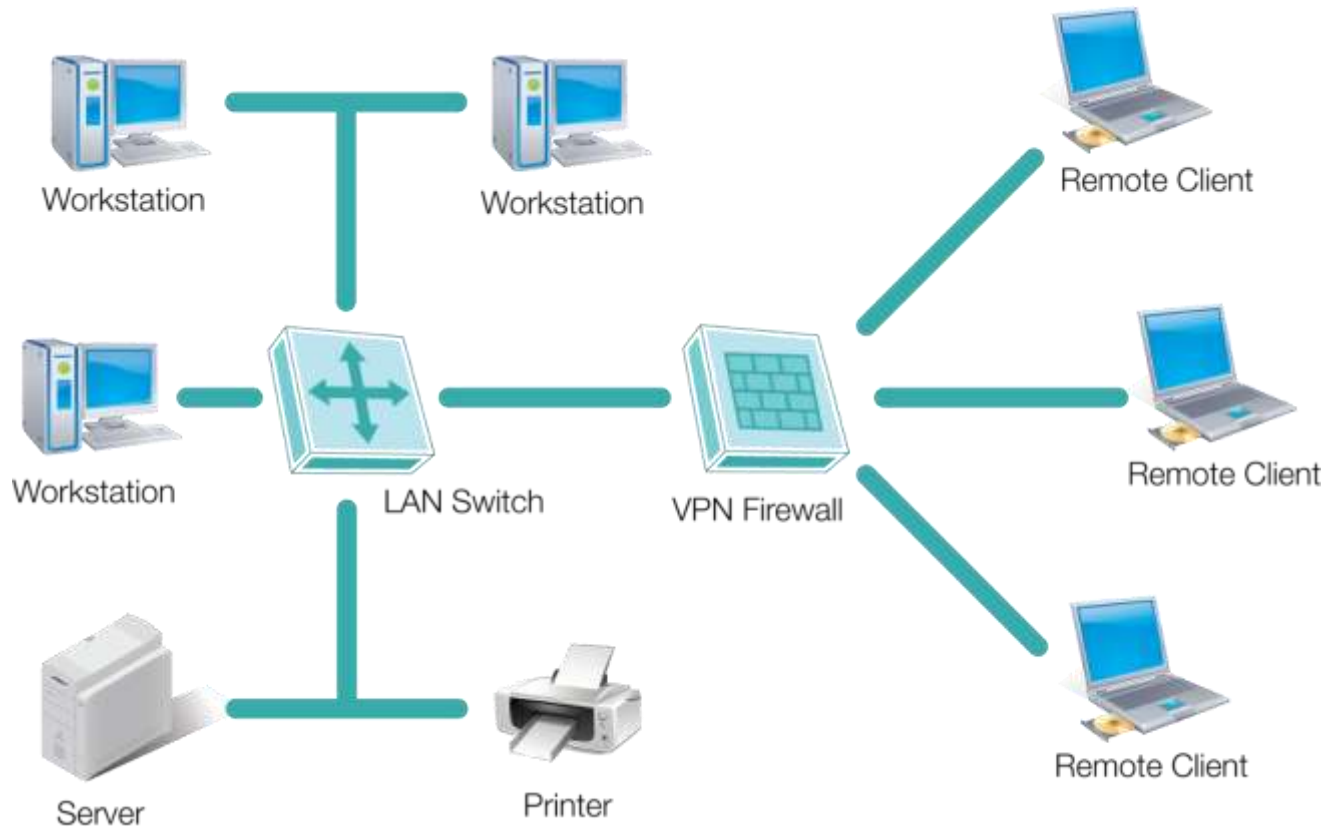 Workstation
Workstation
Remote Client
Workstation
LAN Switch
VPN Firewall
Remote Client
Server
Printer
Remote Client